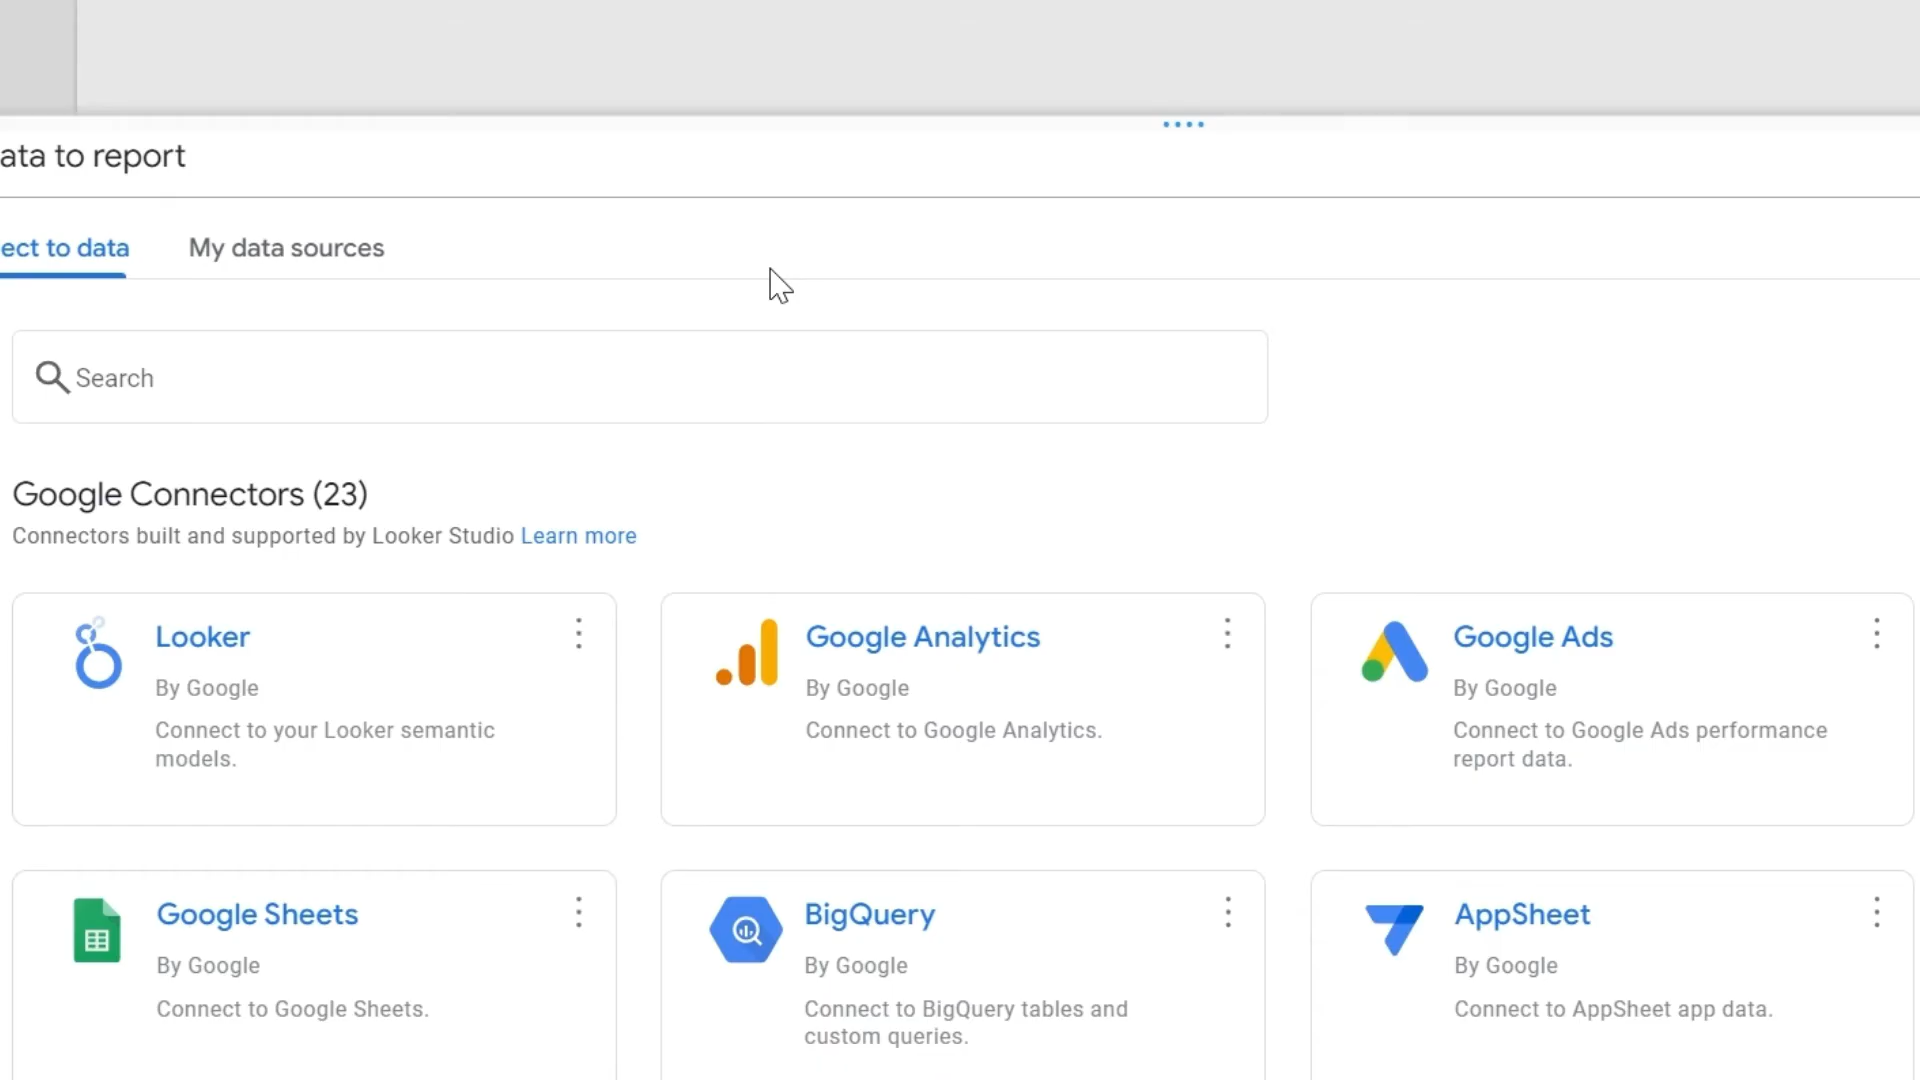 ata to report
ect to data
My data sources
Search
Google Connectors (23)
Connectors built and supported by Looker Studio Learn more
Looker
By Google
Connect to your Looker semantic
models.
Google Analytics
By Google
Connect to Google Analytics.
Google Ads
By Google
Connect to Google Ads performance
report data.
Google Sheets
By Google
Connect to Google Sheets.
BigQuery
By Google
Connect to BigQuery tables and
custom queries.
AppSheet
By Google
Connect to AppSheet app data.